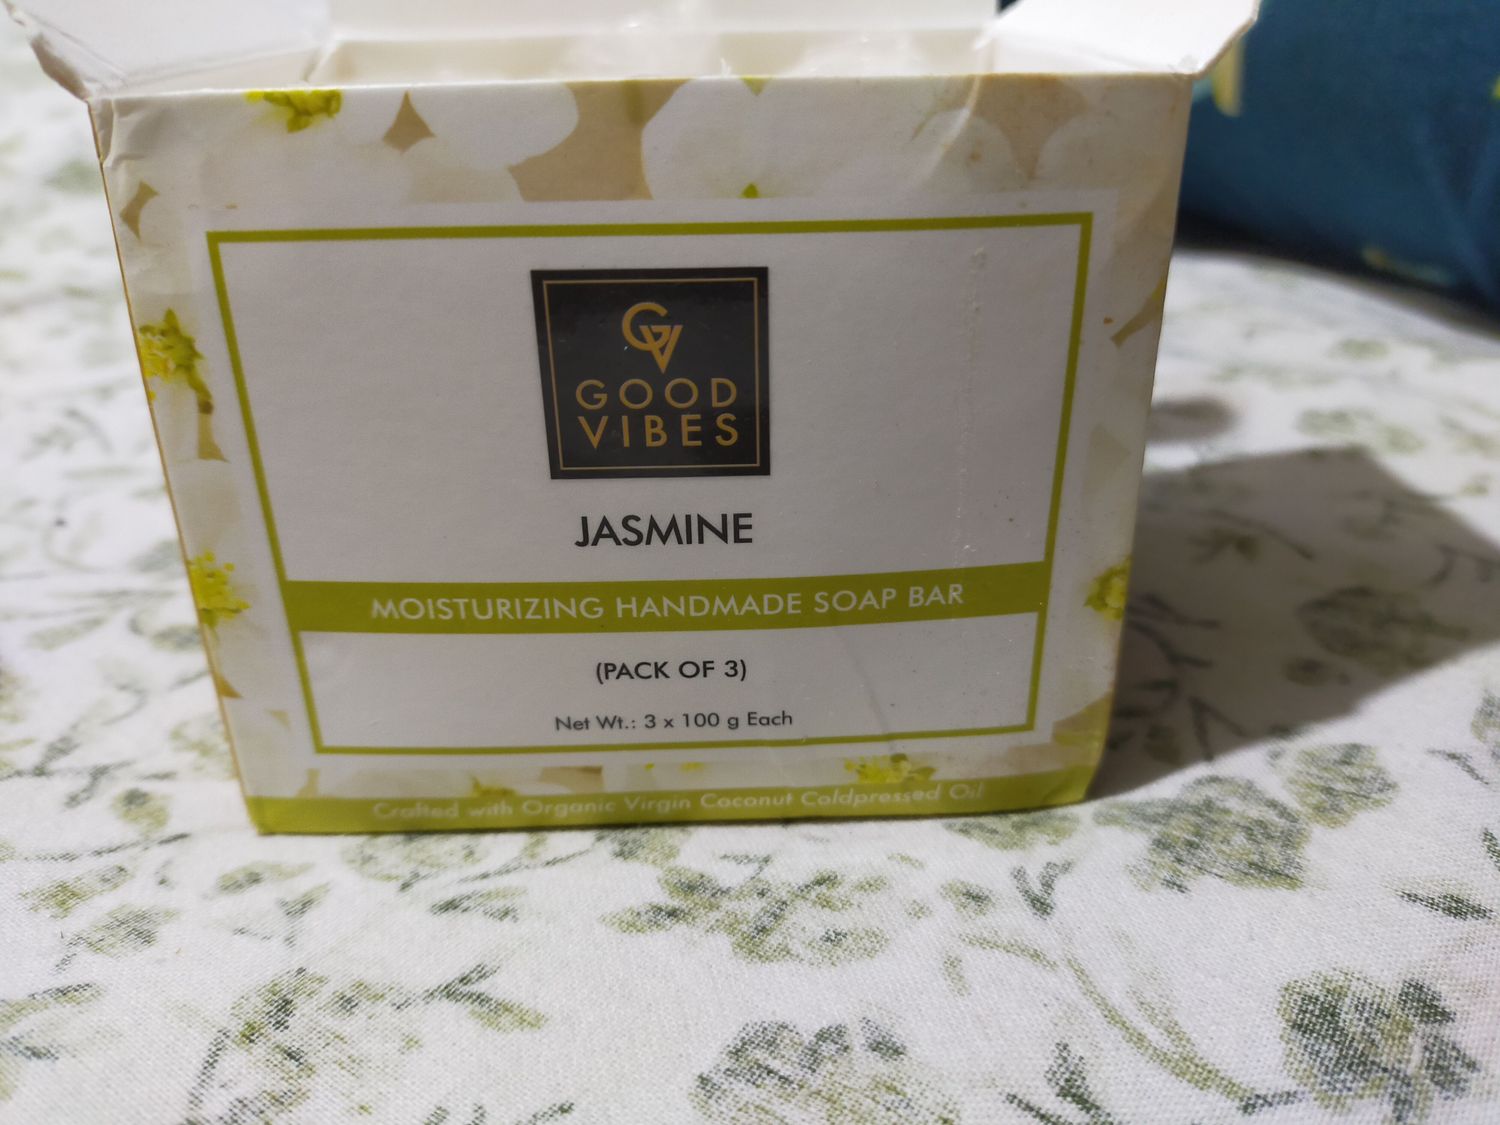 GV
GOOD
VIBES
JASMINE
MOISTURIZING HANDMADE SOAP BAR
(PACK OF 3)
Net Wt.: 3 x 100 g Each
Crafted with Organic Virgin Coconut Coldpressed Oil